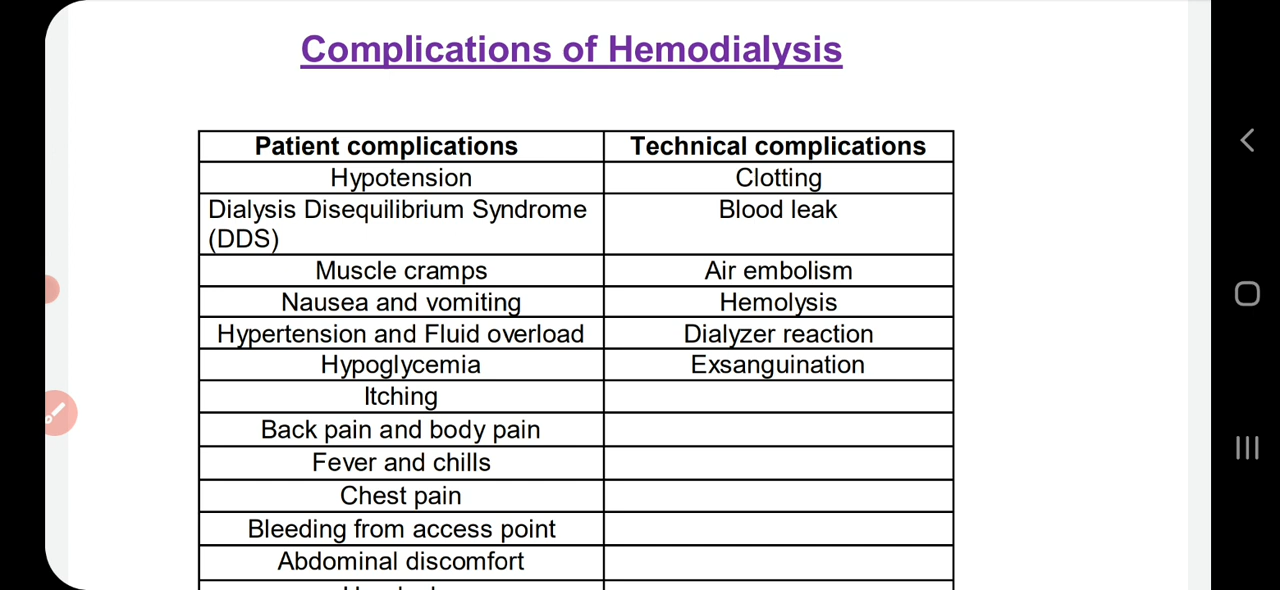 Complications of Hemodialysis
Patient complications Technical complications
Hypotension Clotting
Dialysis Disequilibrium Syndrome Blood leak
(DDS)
Muscle cramps Air embolism
Nausea and vomiting Hemolysis
Hypertension and Fluid overload Dialyzer reaction
Hypoglycemia Exsanguination
Itching
Back pain and body pain
Fever and chills
Chest pain
Bleeding from access point
Abdominal discomfort